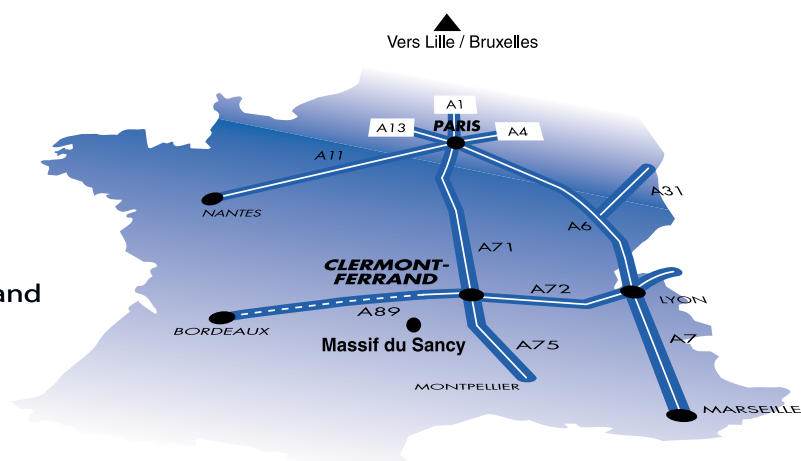 Vers Lille / Bruxelles
A1
A13
PARIS
A4
A11
A31
NANTES
A6
A71
CLERMONT-
FERRAND
A72
and
LYON
A89
BORDEAUX
Massif du Sancy
A75
A7
MONTPELLIER
MARSEILLE